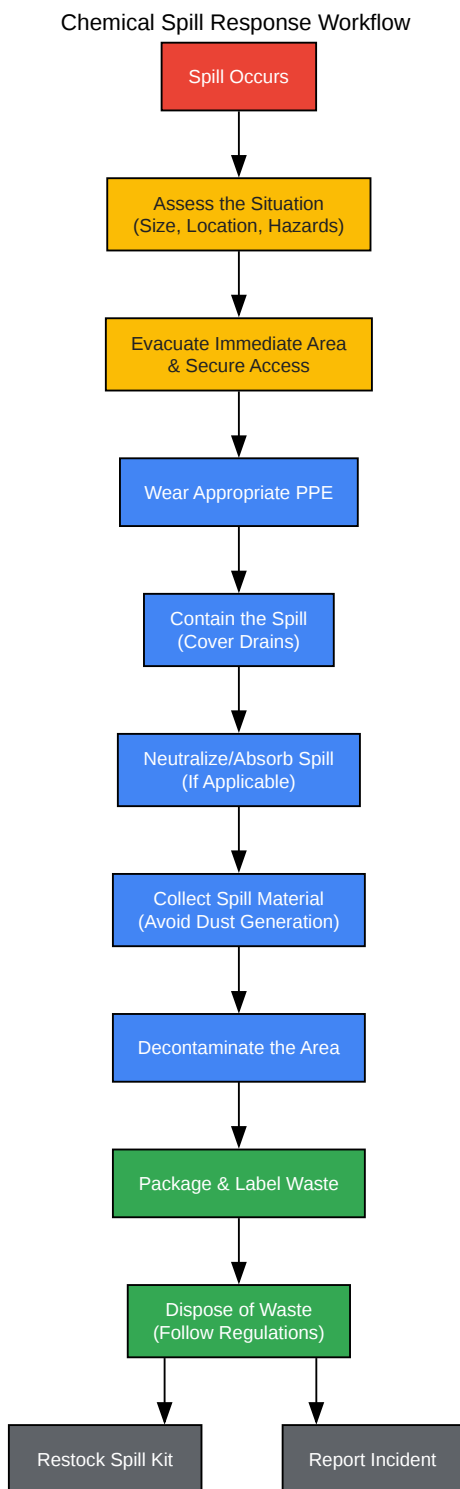 Chemical Spill Response Workflow
Spill Occurs
Assess the Situation
(Size, Location, Hazards)
Evacuate Immediate Area
& Secure Access
Wear Appropriate PPE
Contain the Spill
(Cover Drains)
Neutralize/Absorb Spill
(If Applicable)
Collect Spill Material
(Avoid Dust Generation)
Decontaminate the Area
Package & Label Waste
Dispose of Waste
(Follow Regulations)
Restock Spill Kit
Report Incident